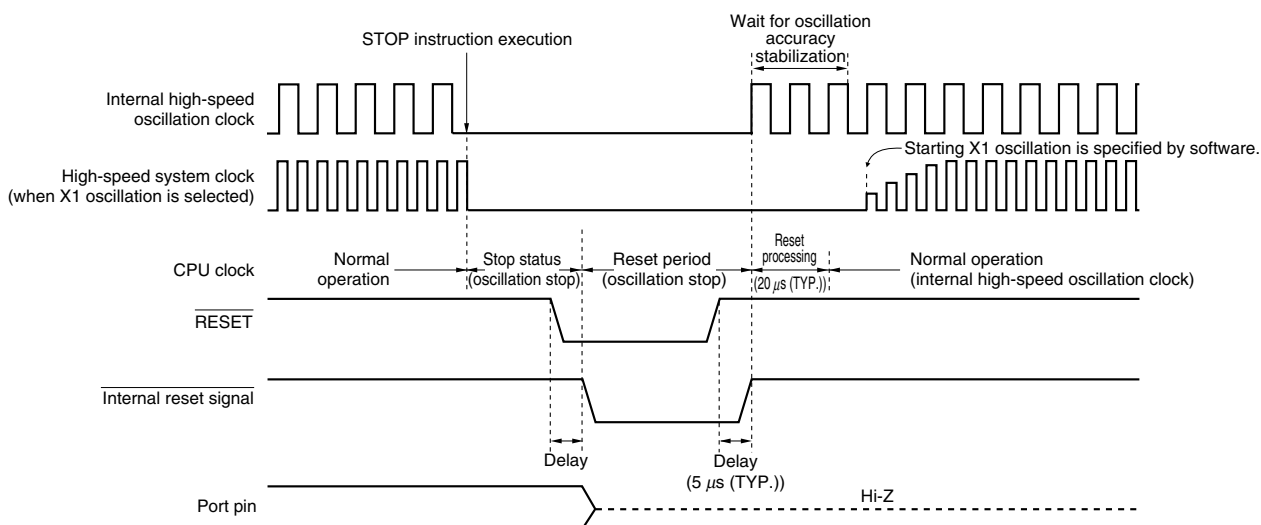 Wait for oscillation
accuracy
stabilization
STOP instruction execution
Internal high-speed
oscillation clock
Starting X1 oscillation is specified by software.
High-speed system clock
(when X1 oscillation is selected)
CPU clock
Normal
operation
Stop status
(oscillation stop)
Reset period
(oscillation stop)
Reset
processing
(20 μs (TYP.))
Normal operation
(internal high-speed oscillation clock)
RESET
Internal reset signal
Delay
Delay
(5 μs (TYP.))
Port pin
Hi-Z